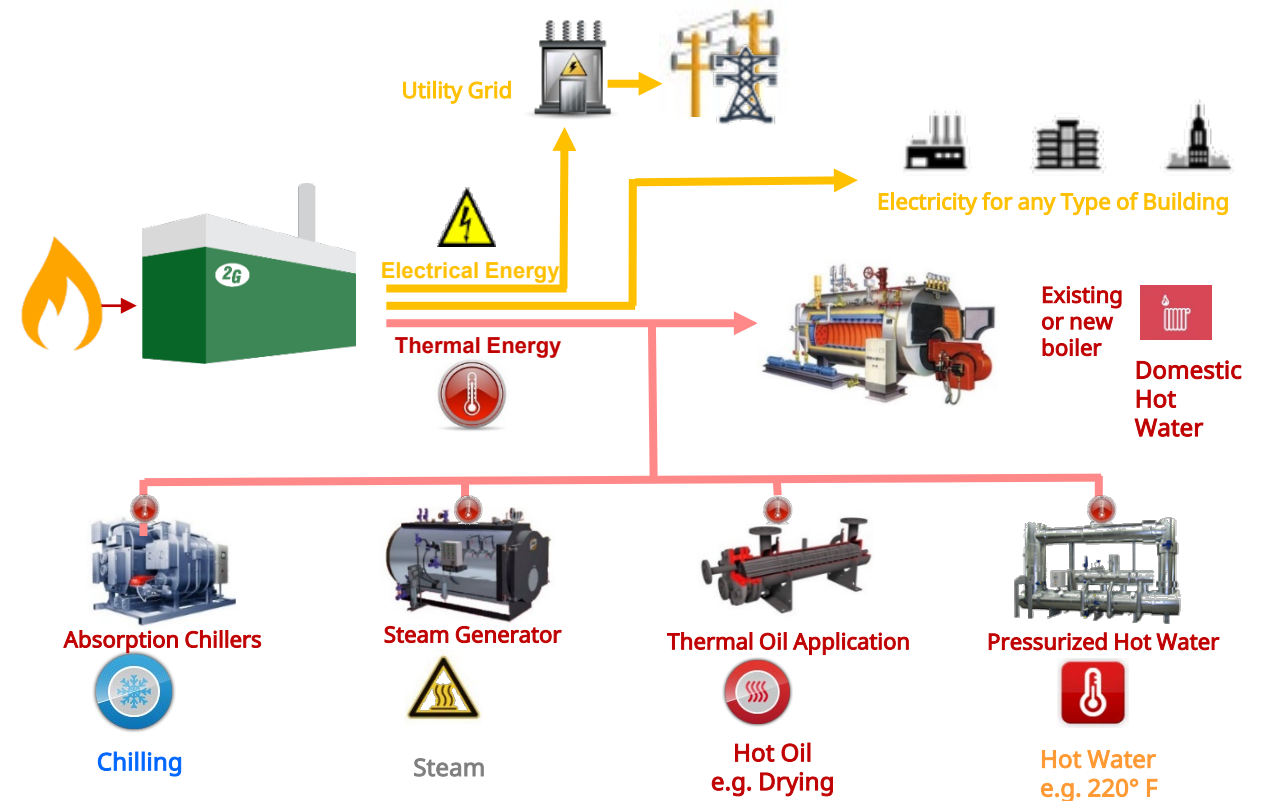 Utility Grid
Electricity for any Type of Building
2G
Electrical Energy
Thermal Energy
Existing
or new
boiler
Domestic
Hot
Water
Absorption Chillers
Steam Generator
Thermal Oil Application
Pressurized Hot Water
Chilling
Steam
Hot Oil
e.g. Drying
Hot Water
e.g. 220° F